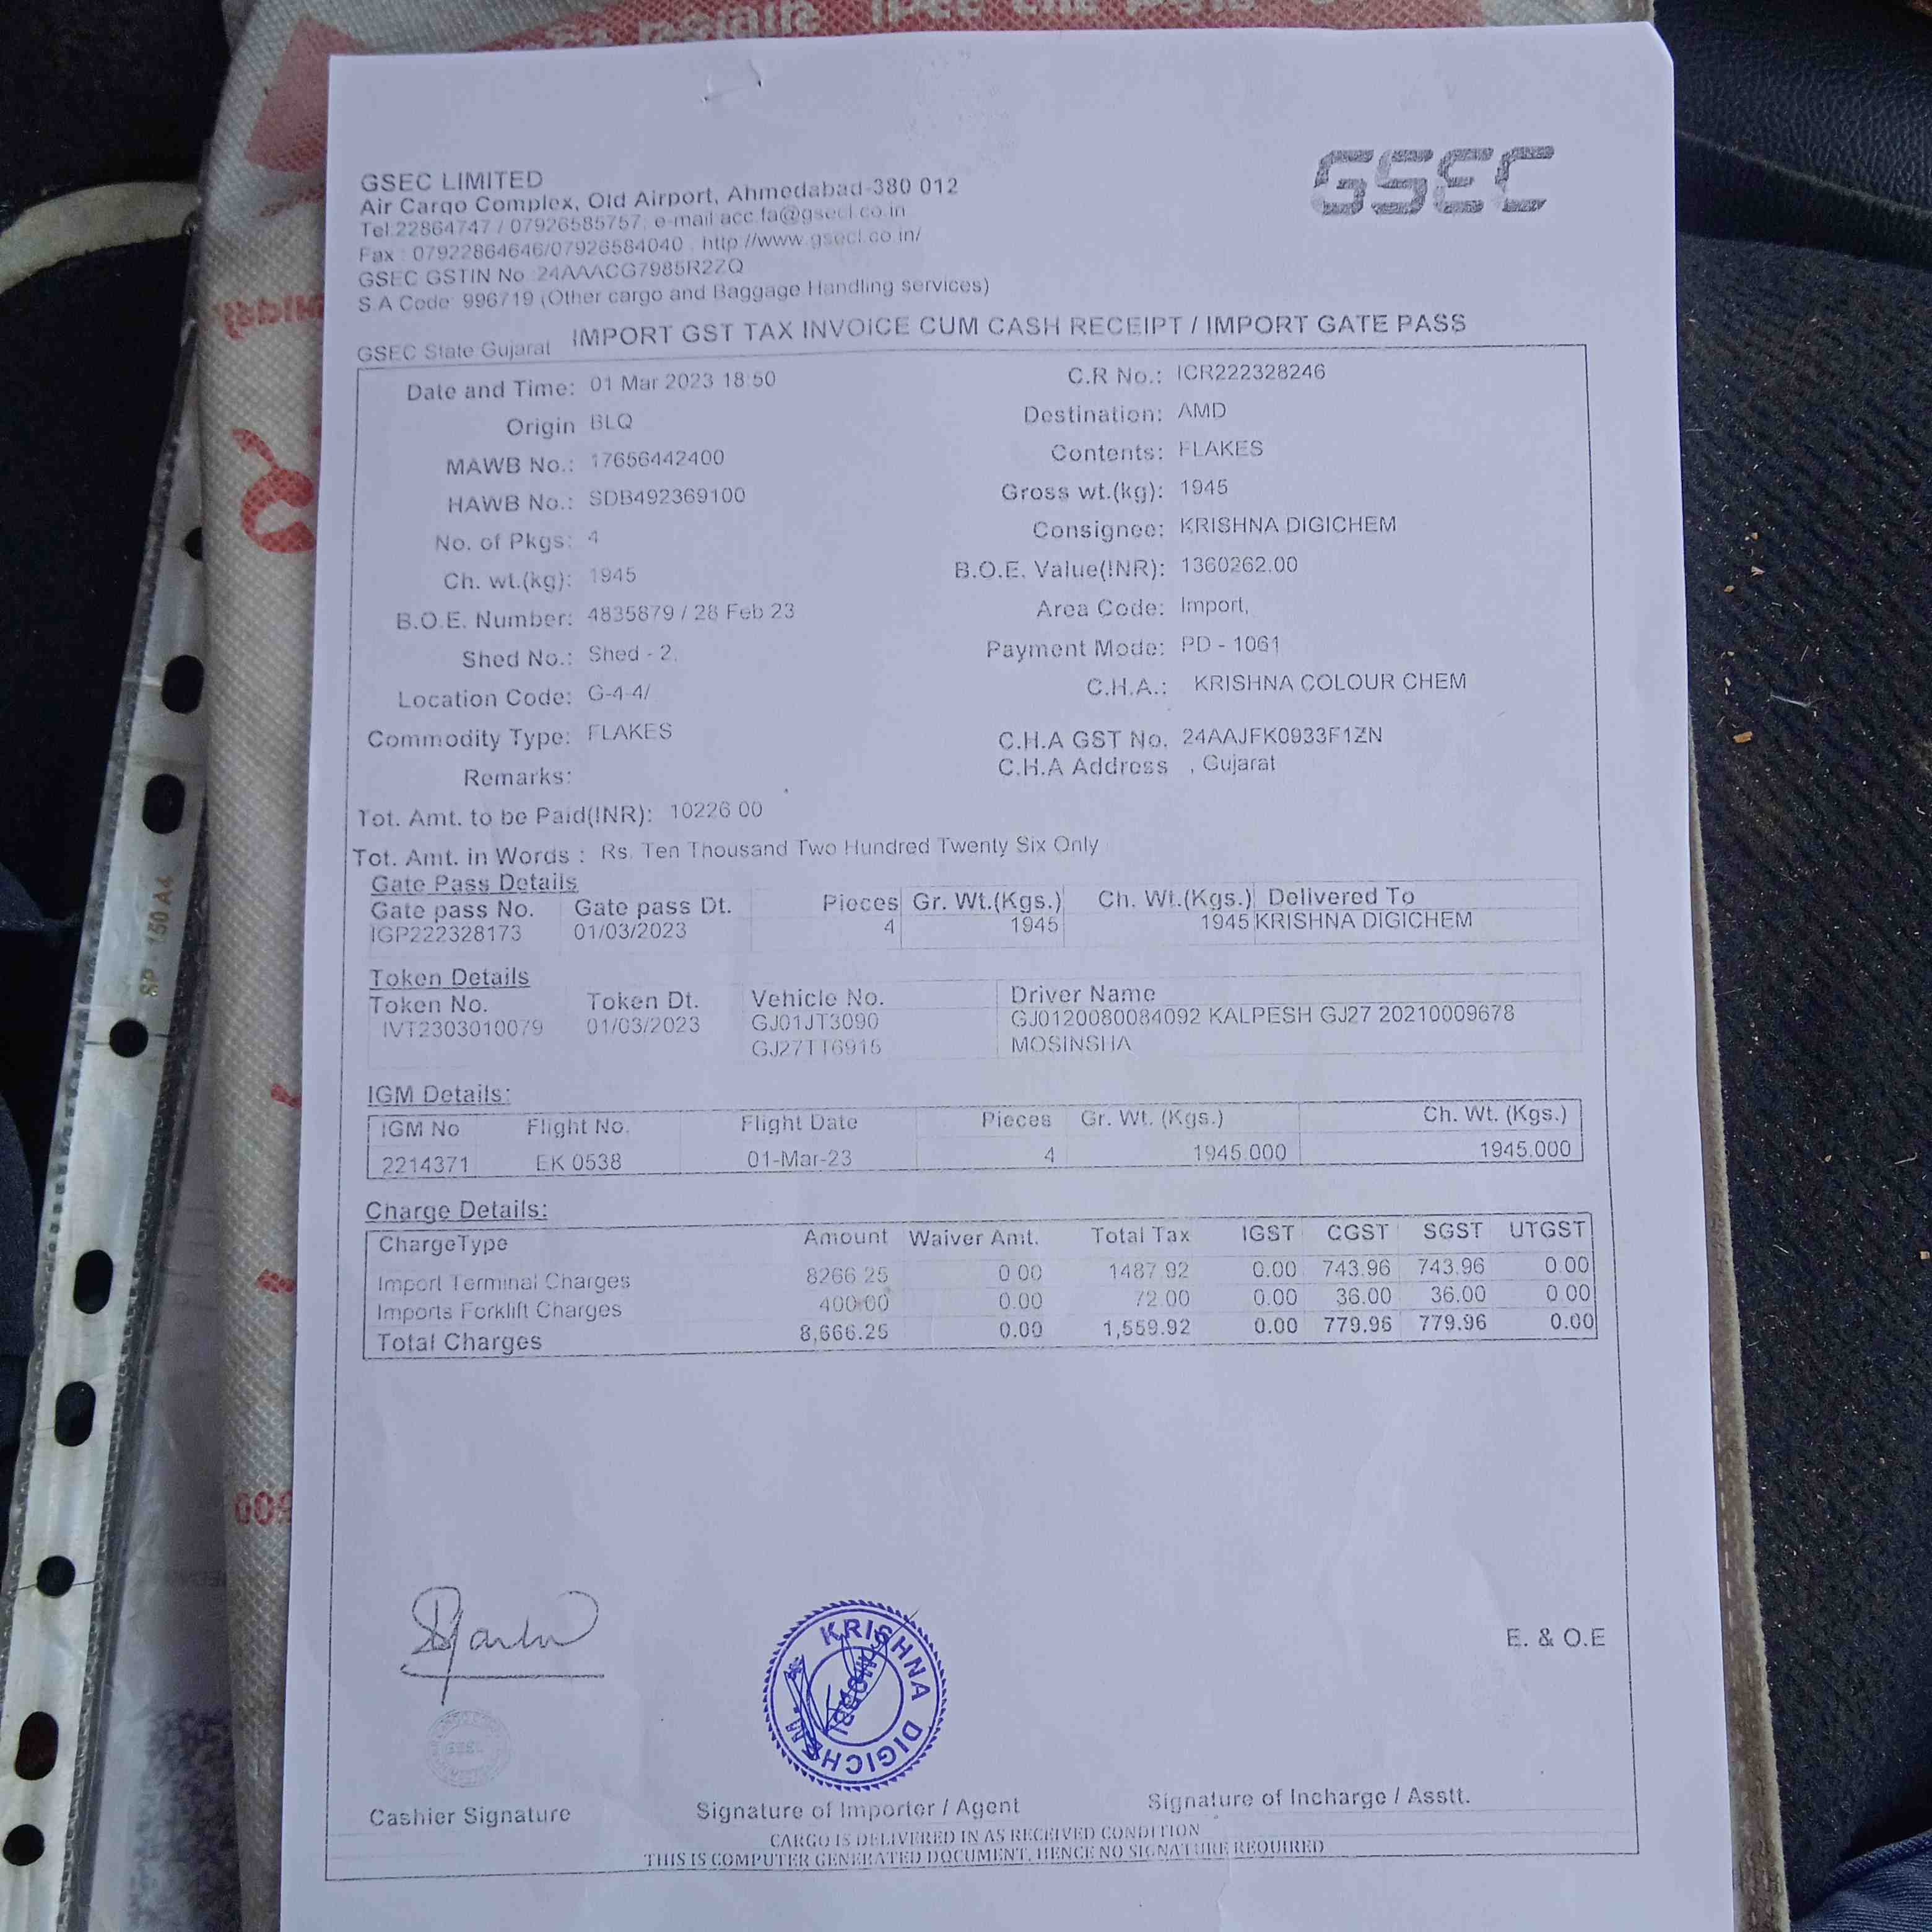 GSEC
GSEC LIMITED
Air Cargo Complex, Old Airport, Ahmedabad-380 012
Tel:22864747 / 07926585757, e-mail acc.fa@gsecl.co.in
Fax : 07922864646/07926584040 . http://www.gsecl.co.in/
GSEC GSTIN No :24AAACG7985R2ZQ
S.A Code: 996719 (Other cargo and Baggage Handling services)
GSEC State Gujarat IMPORT GST TAX INVOICE CUM CASH RECEIPT / IMPORT GATE PASS
Date and Time: 01 Mar 2023 18:50 C.R No.: ICR222328246
Origin BLQ Destination: AMD
MAWB No.: 17656442400 Contents: FLAKES
HAWB No.: SDB492369100 Gross wt.(kg): 1945
No. of Pkgs: 4 Consignee: KRISHNA DIGICHEM
Ch. wt.(kg): 1945 B.O.E. Value(INR): 1360262.00
B.O.E. Number: 4835879 / 28 Feb 23 Area Code: Import,
Shed No.: Shed - 2, Payment Mode: PD - 1061
Location Code: G-4-4/ C.H.A.: KRISHNA COLOUR CHEM
Commodity Type: FLAKES C.H.A GST No. 24AAJFK0933F1ZN
Remarks: C.H.A Address , Gujarat
Tot. Amt. to be Paid(INR): 10226.00
Tot. Amt. in Words : Rs. Ten Thousand Two Hundred Twenty Six Only
Gate Pass Details
Gate pass No. Gate pass Dt. Pieces Gr. Wt.(Kgs.) Ch. Wt.(Kgs.) Delivered To
IGP222328173 01/03/2023 4 1945 1945 KRISHNA DIGICHEM
Token Details
Token No. Token Dt. Vehicle No. Driver Name
IVT2303010079 01/03/2023 GJ01JT3090 GJ0120080084092 KALPESH GJ27 20210009678
GJ27TT6915 MOSINSHA
IGM Details:
IGM No Flight No. Flight Date Pieces Gr. Wt. (Kgs.) Ch. Wt. (Kgs.)
2214371 EK 0538 01-Mar-23 4 1945.000 1945.000
Charge Details:
ChargeType Amount Waiver Amt. Total Tax IGST CGST SGST UTGST
Import Terminal Charges 8266.25 0.00 1487.92 0.00 743.96 743.96 0.00
Imports Forklift Charges 400.00 0.00 72.00 0.00 36.00 36.00 0.00
Total Charges 8,666.25 0.00 1,559.92 0.00 779.96 779.96 0.00
E. & O.E
KRISHNA DIGICHEM
Cashier Signature Signature of Importer / Agent Signature of Incharge / Asstt.
CARGO IS DELIVERED IN AS RECEIVED CONDITION
THIS IS COMPUTER GENERATED DOCUMENT, HENCE NO SIGNATURE REQUIRED
SP - 150 A4